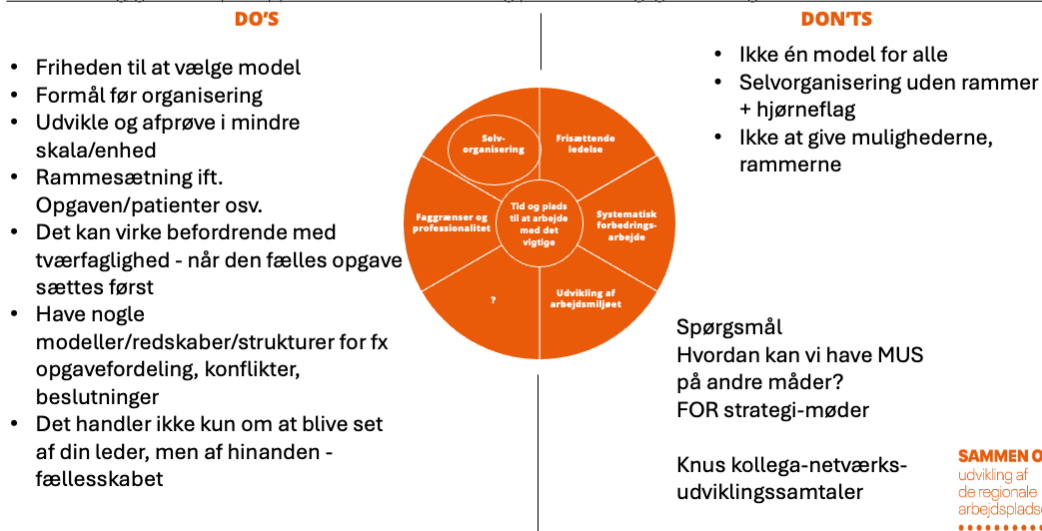 DO'S
• Friheden til at vælge model
• Formål før organisering
• Udvikle og afprøve i mindre
skala/enhed
• Rammesætning ift.
Opgaven/patienter osv.
• Det kan virke befordrende med
tværfaglighed - når den fælles opgave
sættes først
• Have nogle
modeller/redskaber/strukturer for fx
opgavefordeling, konflikter,
beslutninger
• Det handler ikke kun om at blive set
af din leder, men af hinanden -
fællesskabet
Selv-
organisering
Frisættende
ledelse
Faggrænser og
professionalitet
Tid og plads
til at arbejde
med det
vigtige
Systematisk
forbedrings-
arbejde
?
Udvikling af
arbejdsmiljøet
DON'TS
• Ikke én model for alle
• Selvorganisering uden rammer
+ hjørneflag
• Ikke at give mulighederne,
rammerne
Spørgsmål
Hvordan kan vi have MUS
på andre måder?
FOR strategi-møder
Knus kollega-netværks-
udviklingssamtaler
SAMMEN O
udvikling af
de regionale
arbejdspladse